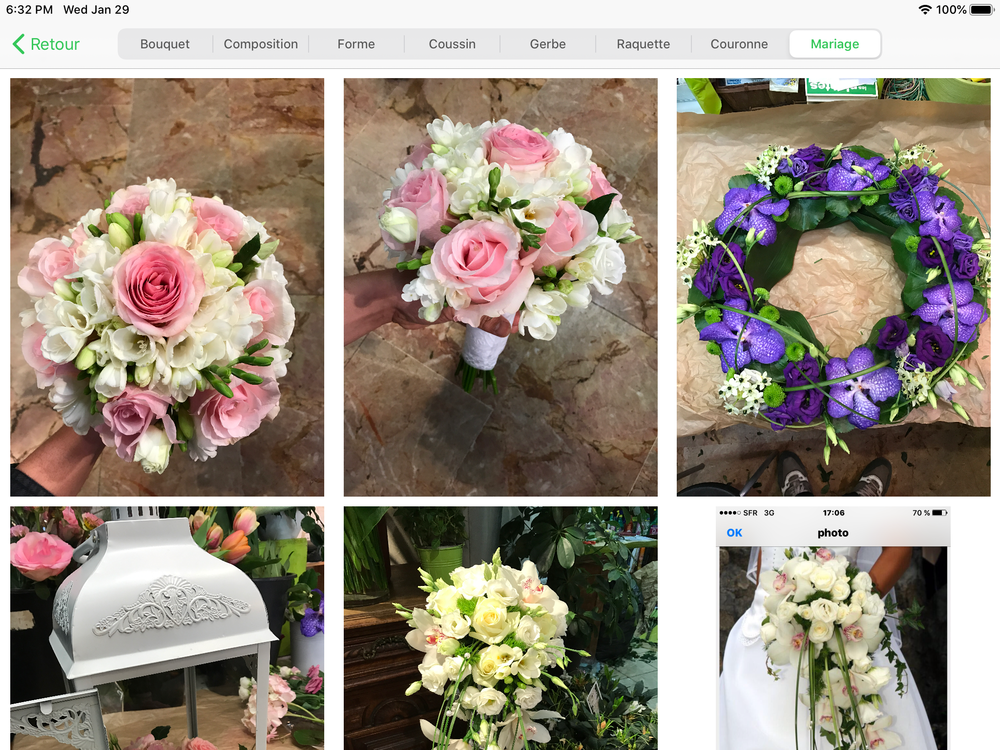 6:32 PM Wed Jan 29 100%
Retour Bouquet Composition Forme Coussin Gerbe Raquette Couronne Mariage
SFR 3G 17:06 70 %
OK photo